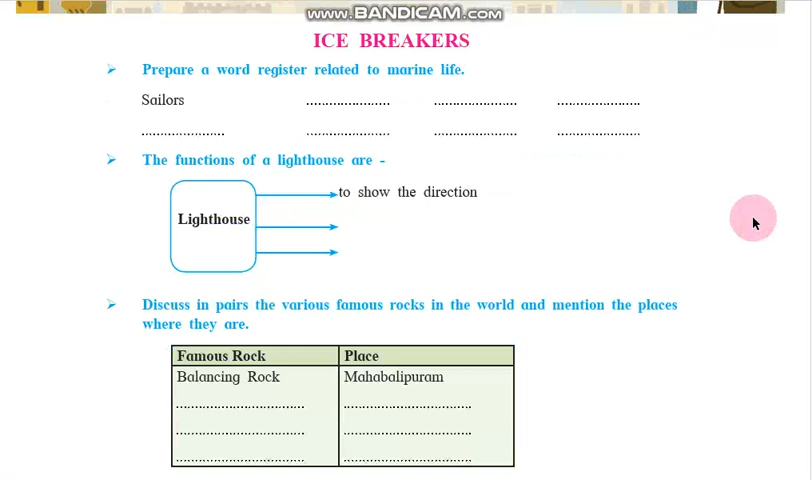 www.BANDICAM.com
ICE BREAKERS
➢ Prepare a word register related to marine life.
Sailors ........................ ........................ ........................
........................ ........................ ........................ ........................
➢ The functions of a lighthouse are -
to show the direction
Lighthouse
➢ Discuss in pairs the various famous rocks in the world and mention the places
where they are.
Famous Rock Place
Balancing Rock Mahabalipuram
..................................... .....................................
..................................... .....................................
..................................... .....................................